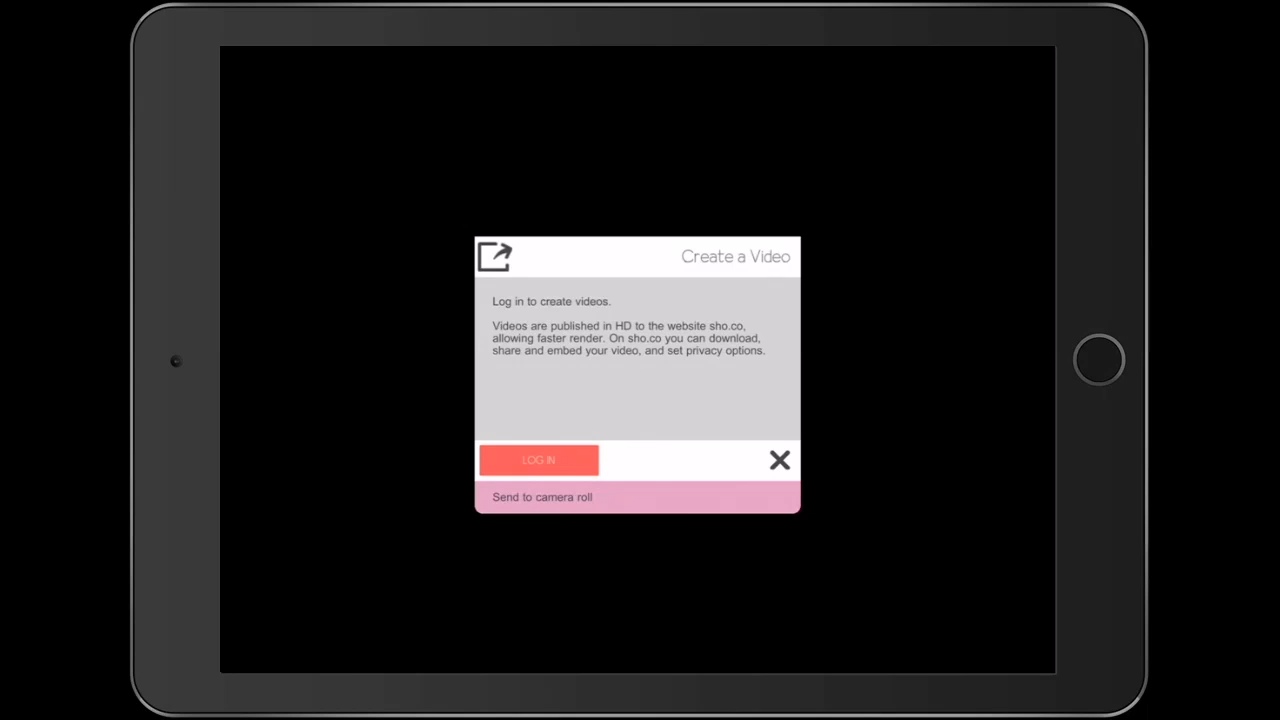 Create a Video
Log in to create videos.
Videos are published in HD to the website sho.co,
allowing faster render. On sho.co you can download,
share and embed your video, and set privacy options.
LOG IN
Send to camera roll